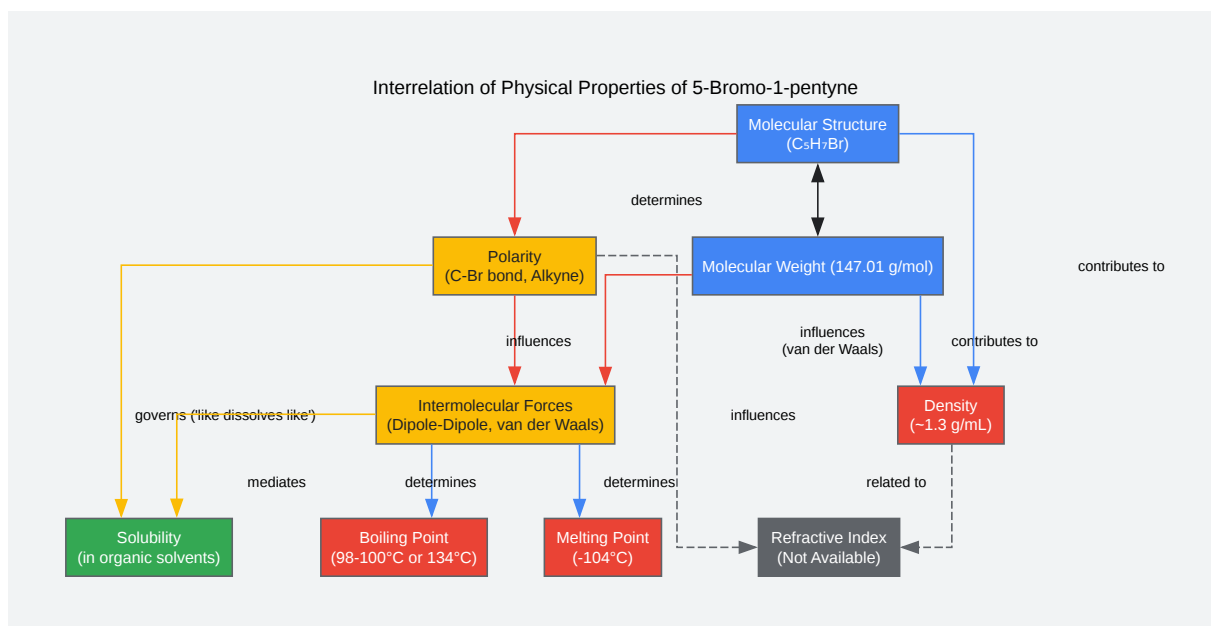 Interrelation of Physical Properties of 5-Bromo-1-pentyne
Molecular Structure
(C₅H₇Br)
determines
Polarity
(C-Br bond, Alkyne)
Molecular Weight (147.01 g/mol)
contributes to
influences
influences
(van der Waals)
contributes to
Intermolecular Forces
(Dipole-Dipole, van der Waals)
Density
(~1.3 g/mL)
governs ('like dissolves like')
influences
mediates
determines
determines
related to
Solubility
(in organic solvents)
Boiling Point
(98-100°C or 134°C)
Melting Point
(-104°C)
Refractive Index
(Not Available)